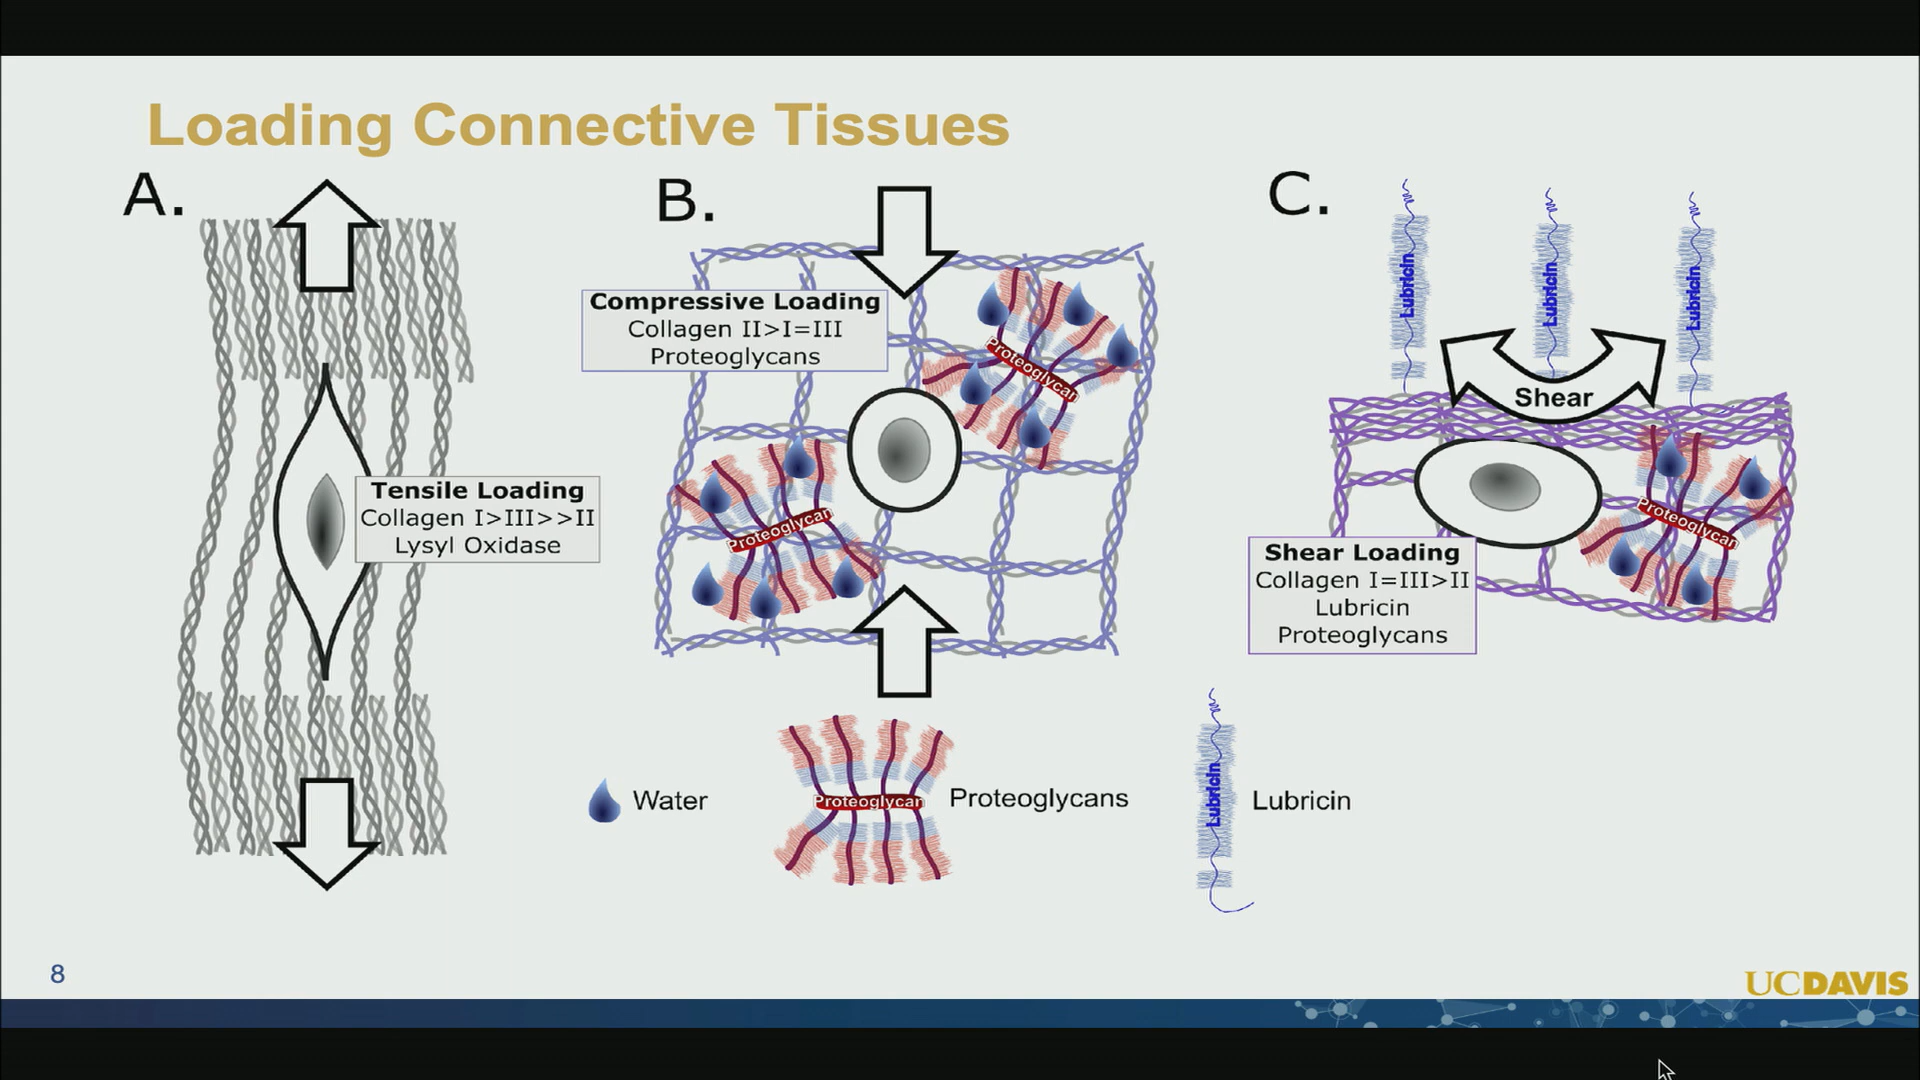 Loading Connective Tissues
A.
B.
C.
Tensile Loading
Collagen I>III>>II
Lysyl Oxidase
Compressive Loading
Collagen II>I=III
Proteoglycans
Proteoglycan
Proteoglycan
Lubricin
Lubricin
Lubricin
Shear
Proteoglycan
Shear Loading
Collagen I=III>II
Lubricin
Proteoglycans
Water
Proteoglycan
Proteoglycans
Lubricin
Lubricin
8
UCDAVIS